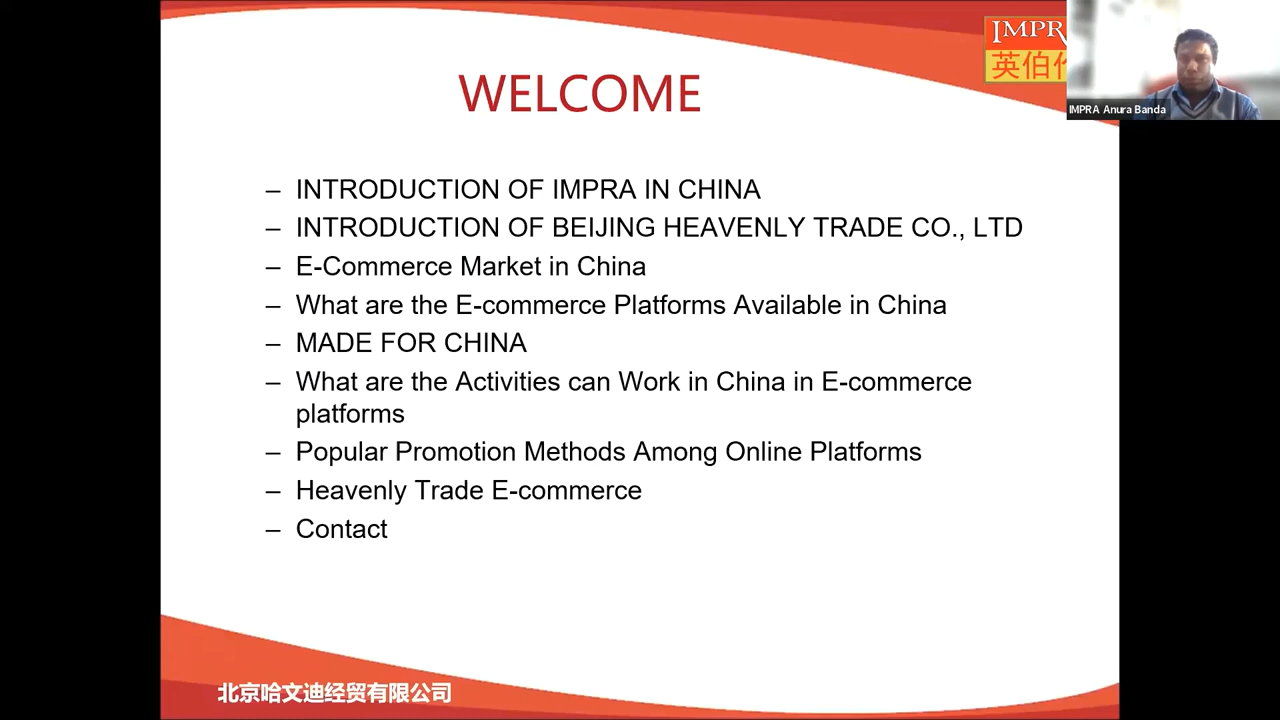 IMPR
英伯
IMPRA Anura Banda
WELCOME
– INTRODUCTION OF IMPRA IN CHINA
– INTRODUCTION OF BEIJING HEAVENLY TRADE CO., LTD
– E-Commerce Market in China
– What are the E-commerce Platforms Available in China
– MADE FOR CHINA
– What are the Activities can Work in China in E-commerce
platforms
– Popular Promotion Methods Among Online Platforms
– Heavenly Trade E-commerce
– Contact
北京哈文迪经贸有限公司